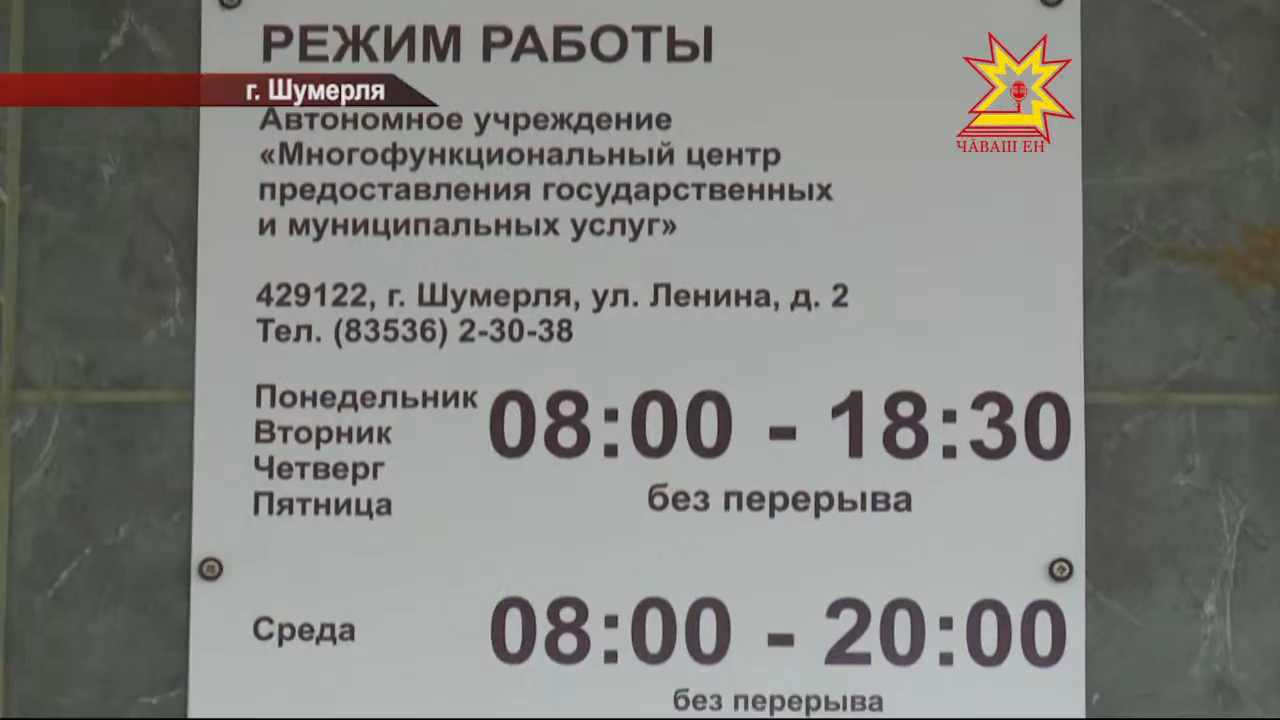 РЕЖИМ РАБОТЫ
г. Шумерля
ЧӐВАШ ЕН
Автономное учреждение
«Многофункциональный центр
предоставления государственных
и муниципальных услуг»
429122, г. Шумерля, ул. Ленина, д. 2
Тел. (83536) 2-30-38
Понедельник
Вторник
Четверг
Пятница
08:00 - 18:30
без перерыва
Среда
08:00 - 20:00
без перерыва